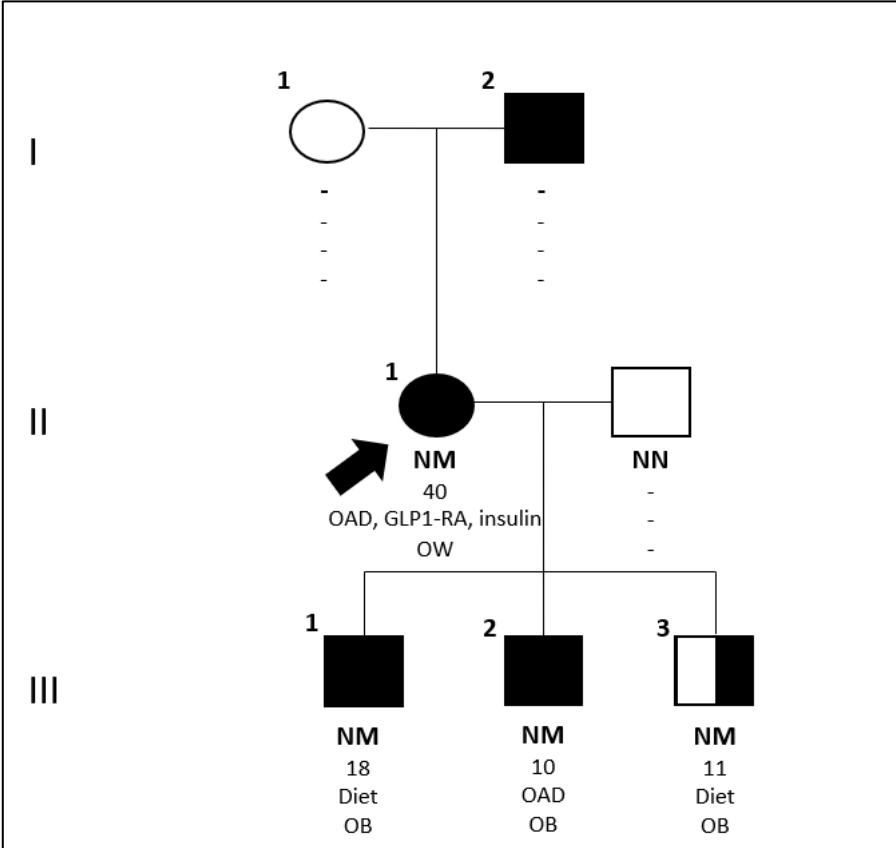 1 2
I
- -
- -
- -
- -
1
II
NM NN
40 -
OAD, GLP1-RA, insulin -
OW -
1 2 3
III
NM NM NM
18 10 11
Diet OAD Diet
OB OB OB